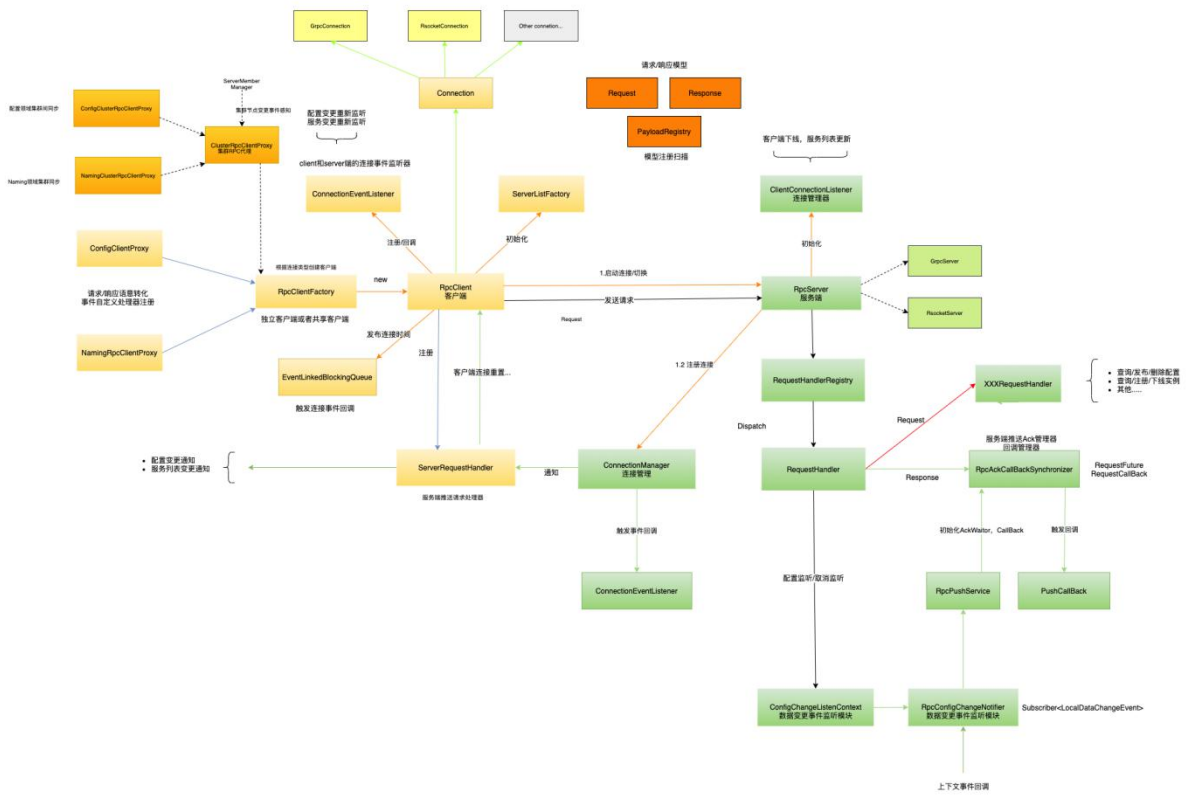 GrpcConnection
RsocketConnection
Other connetion...
Connection
请求/响应模型
Request
Response
PayloadRegistry
模型注册扫描
ServerMember
Manager
集群节点变更事件感知
配置领域集群间同步
ConfigClusterRpcClientProxy
ClusterRpcClientProxy
集群RPC代理
Naming领域集群同步
NamingClusterRpcClientProxy
配置变更重新监听
服务变更重新监听
client和server端的连接事件监听器
ConnectionEventListener
ServerListFactory
客户端下线，服务列表更新
ClientConnectionListener
连接管理器
注册/回调
初始化
初始化
ConfigClientProxy
请求/响应语意转化
事件自定义处理器注册
NamingRpcClientProxy
根据连接类型创建客户端
RpcClientFactory
独立客户端或者共享客户端
new
RpcClient
客户端
1.启动连接/切换
发送请求
Request
RpcServer
服务端
GrpcServer
RsocketServer
发布连接时间
注册
客户端连接重置...
1.2 注册连接
EventLinkedBlockingQueue
触发连接事件回调
RequestHandlerRegistry
XXXRequestHandler
• 查询/发布/删除配置
• 查询/注册/下线实例
• 其他.....
Request
Dispatch
• 配置变更通知
• 服务列表变更通知
ServerRequestHandler
服务端推送请求处理器
通知
ConnectionManager
连接管理
RequestHandler
Response
服务端推送Ack管理器
回调管理器
RpcAckCallBackSynchronizer
RequestFuture
RequestCallBack
触发事件回调
初始化AckWaitor，CallBack
触发回调
ConnectionEventListener
配置监听/取消监听
RpcPushService
PushCallBack
ConfigChangeListenContext
数据变更事件监听模块
RpcConfigChangeNotifier
数据变更事件监听模块
Subscriber<LocalDataChangeEvent>
上下文事件回调